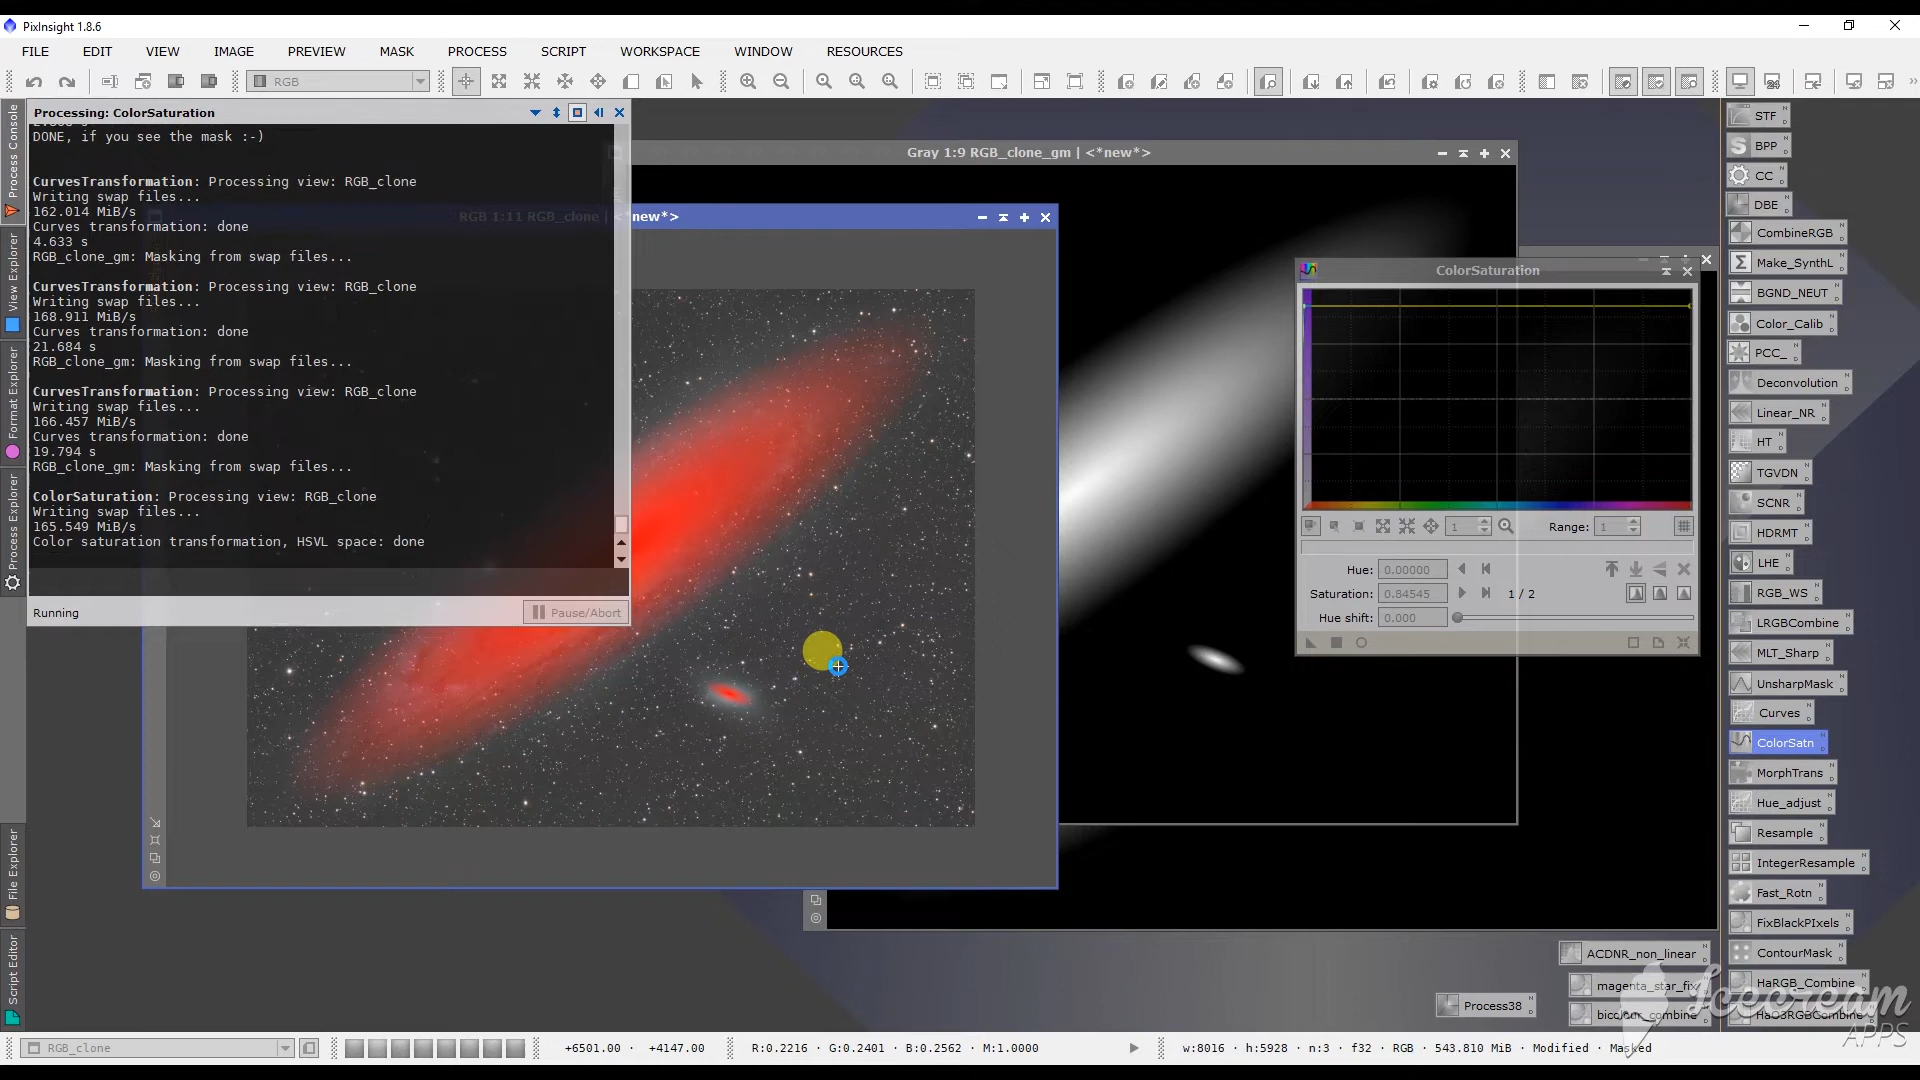 PixInsight 1.8.6
FILE EDIT VIEW IMAGE PREVIEW MASK PROCESS SCRIPT WORKSPACE WINDOW RESOURCES
RGB
Processing: ColorSaturation
DONE, if you see the mask :-)
CurvesTransformation: Processing view: RGB_clone
Writing swap files...
162.014 MiB/s
Curves transformation: done
4.633 s
RGB_clone_gm: Masking from swap files...
CurvesTransformation: Processing view: RGB_clone
Writing swap files...
168.911 MiB/s
Curves transformation: done
21.684 s
RGB_clone_gm: Masking from swap files...
CurvesTransformation: Processing view: RGB_clone
Writing swap files...
166.457 MiB/s
Curves transformation: done
19.794 s
RGB_clone_gm: Masking from swap files...
ColorSaturation: Processing view: RGB_clone
Writing swap files...
165.549 MiB/s
Color saturation transformation, HSVL space: done
Running
Pause/Abort
Process Console
View Explorer
Format Explorer
Process Explorer
File Explorer
Script Editor
RGB 1:11 RGB_clone | <*new*>
Gray 1:9 RGB_clone_gm | <*new*>
ColorSaturation
1
Range: 1
Hue: 0.00000
Saturation: 0.84545 1 / 2
Hue shift: 0.000
STF
BPP
CC
DBE
CombineRGB
Make_SynthL
BGND_NEUT
Color_Calib
PCC_
Deconvolution
Linear_NR
HT
TGVDN
SCNR
HDRMT
LHE
RGB_WS
LRGBCombine
MLT_Sharp
UnsharpMask
Curves
ColorSatn
MorphTrans
Hue_adjust
Resample
IntegerResample
Fast_Rotn
FixBlackPIxels
ContourMask
HaRGB_Combine
HaO3RGBCombine
ACDNR_non_linear
magenta_star_fix
bicolour_combine
Process38
Icecream
APPS
RGB_clone
+6501.00 · +4147.00
R:0.2216 · G:0.2401 · B:0.2562 · M:1.0000
w:8016 · h:5928 · n:3 · f32 · RGB · 543.810 MiB · Modified · Masked